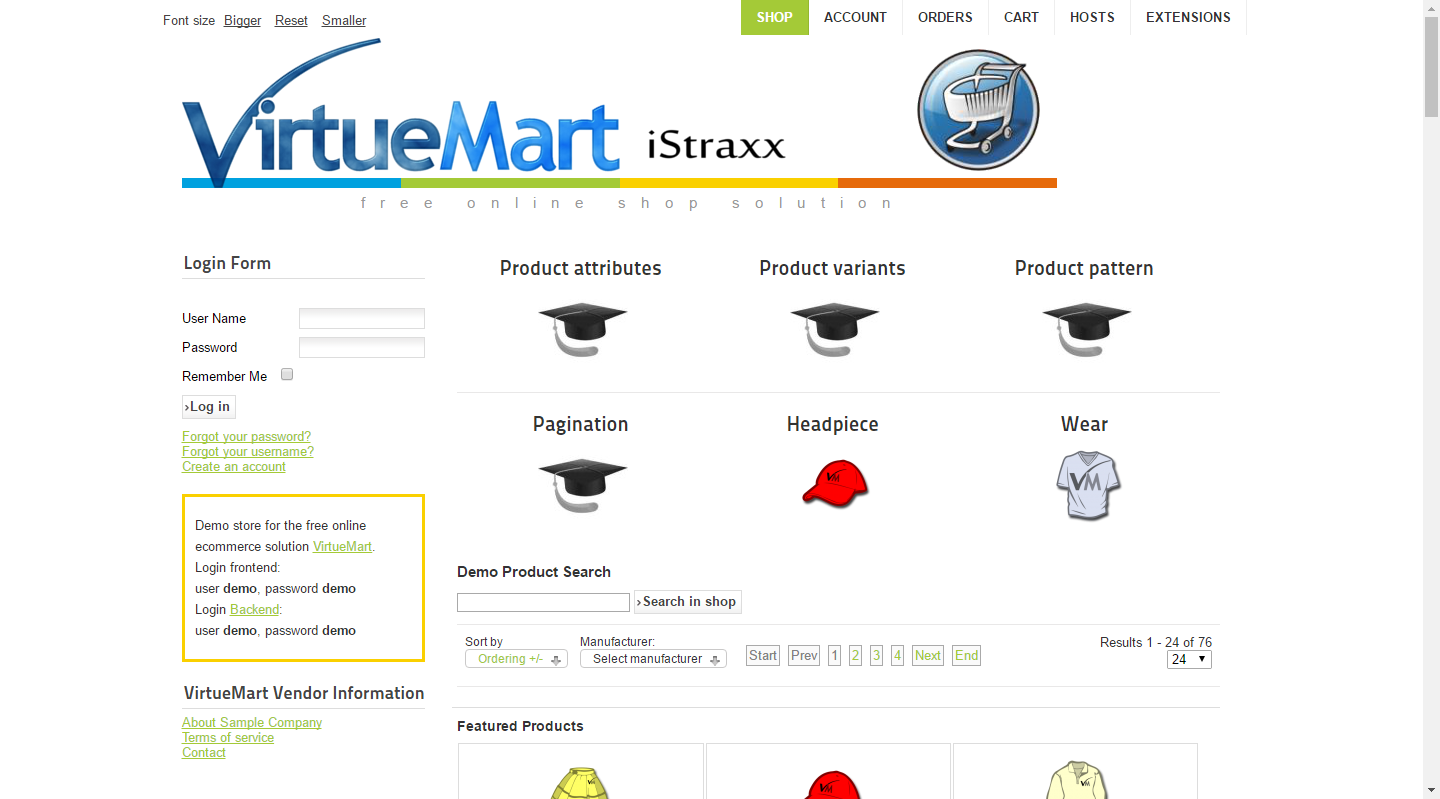 Font size Bigger Reset Smaller
SHOP ACCOUNT ORDERS CART HOSTS EXTENSIONS
VirtueMart iStraxx
free online shop solution
Login Form
User Name
Password
Remember Me
›Log in
Forgot your password?
Forgot your username?
Create an account
Demo store for the free online
ecommerce solution VirtueMart.
Login frontend:
user demo, password demo
Login Backend:
user demo, password demo
VirtueMart Vendor Information
About Sample Company
Terms of service
Contact
Product attributes Product variants Product pattern
Pagination Headpiece Wear
VM VM
Demo Product Search
›Search in shop
Sort by Manufacturer: Results 1 - 24 of 76
Ordering +/- Select manufacturer Start Prev 1 2 3 4 Next End 24
Featured Products
VM VM VM